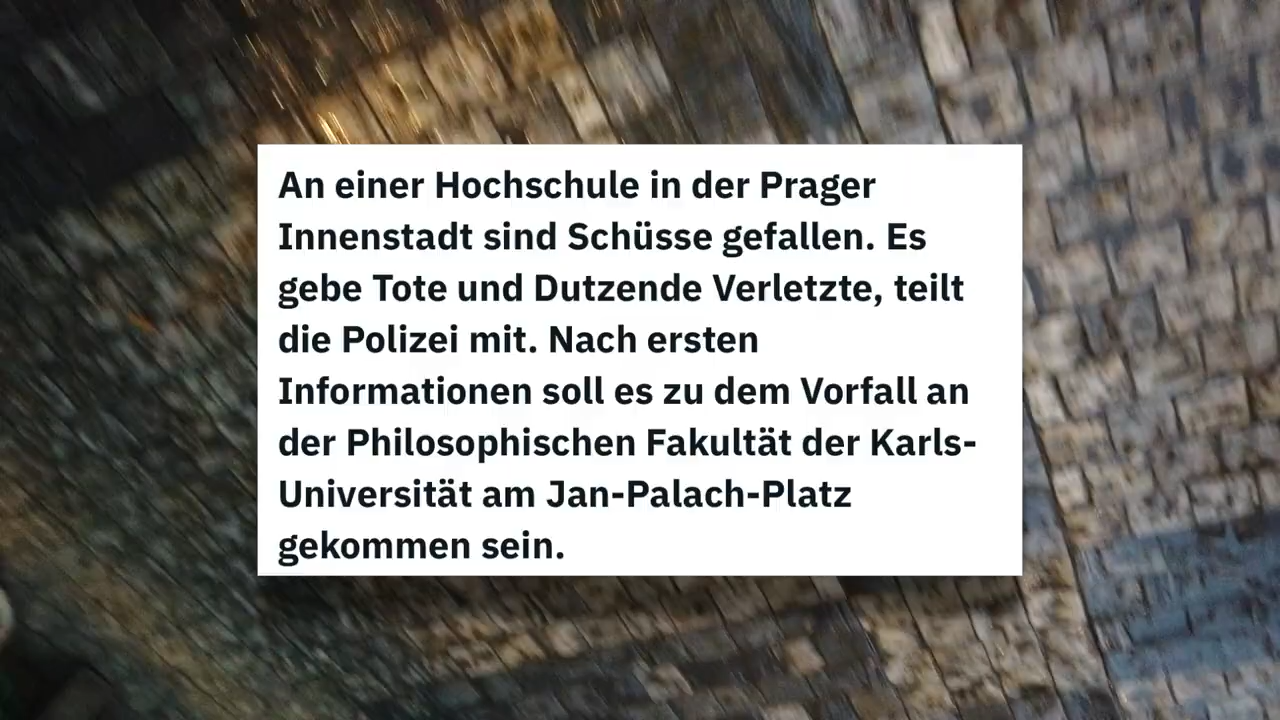 An einer Hochschule in der Prager
Innenstadt sind Schüsse gefallen. Es
gebe Tote und Dutzende Verletzte, teilt
die Polizei mit. Nach ersten
Informationen soll es zu dem Vorfall an
der Philosophischen Fakultät der Karls-
Universität am Jan-Palach-Platz
gekommen sein.